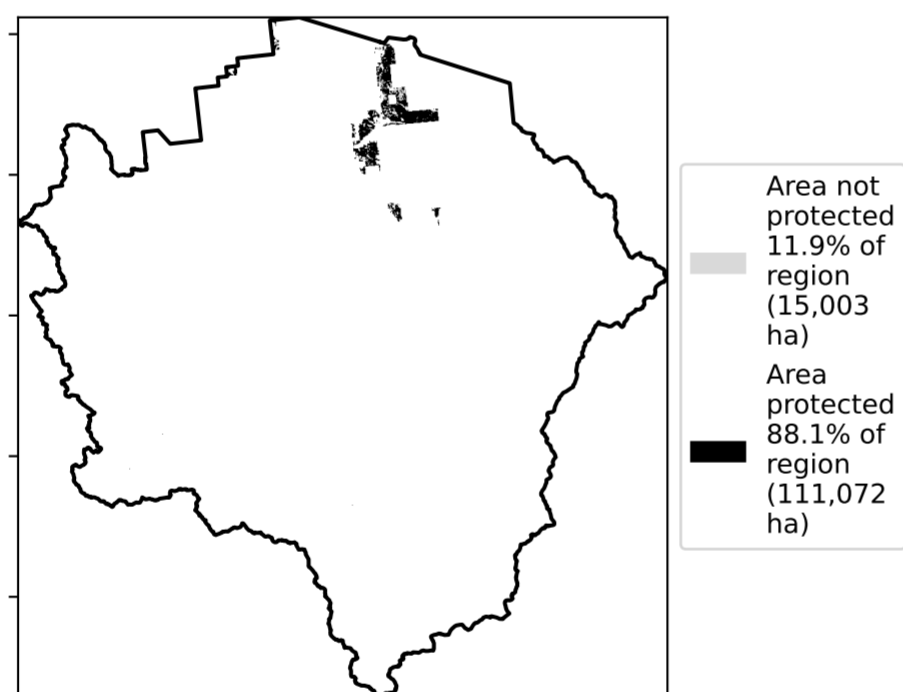 Area not
protected
11.9% of
region
(15,003
ha)
Area
protected
88.1% of
region
(111,072
ha)